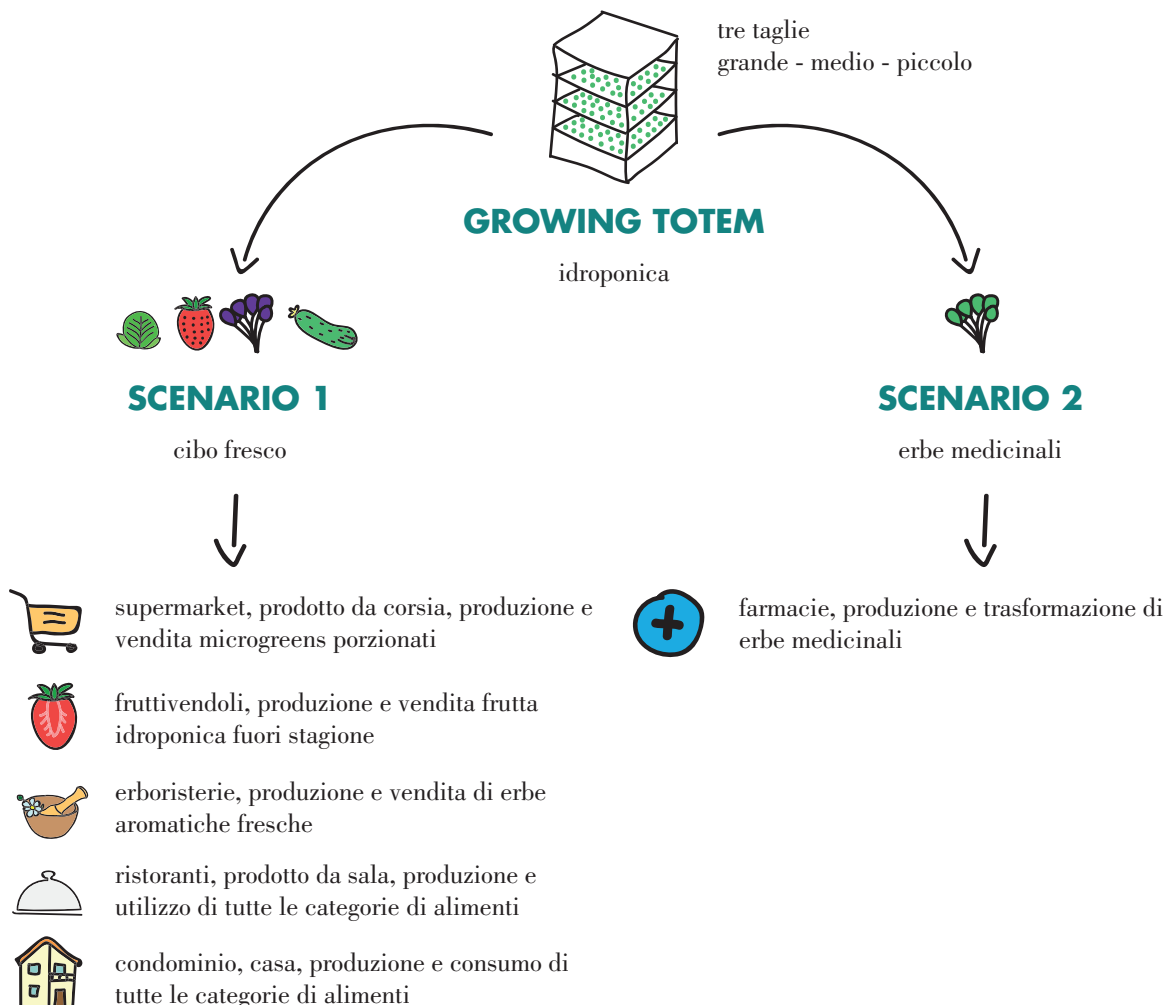 tre taglie
grande - medio - piccolo
GROWING TOTEM
idroponica
SCENARIO 1
cibo fresco
SCENARIO 2
erbe medicinali
supermarket, prodotto da corsia, produzione e
vendita microgreens porzionati
fruttivendoli, produzione e vendita frutta
idroponica fuori stagione
erboristerie, produzione e vendita di erbe
aromatiche fresche
ristoranti, prodotto da sala, produzione e
utilizzo di tutte le categorie di alimenti
condominio, casa, produzione e consumo di
tutte le categorie di alimenti
farmacie, produzione e trasformazione di
erbe medicinali